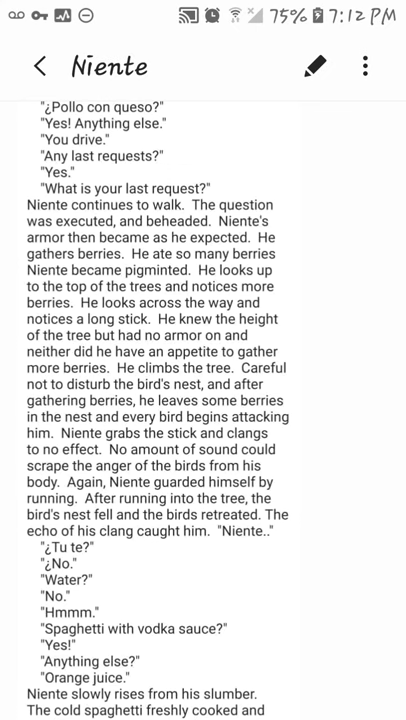 75% 7:12 PM
Niente
"¿Pollo con queso?"
"Yes! Anything else."
"You drive."
"Any last requests?"
"Yes."
"What is your last request?"
Niente continues to walk.  The question
was executed, and beheaded.  Niente's
armor then became as he expected.  He
gathers berries.  He ate so many berries
Niente became pigminted.  He looks up
to the top of the trees and notices more
berries.  He looks across the way and
notices a long stick.  He knew the height
of the tree but had no armor on and
neither did he have an appetite to gather
more berries.  He climbs the tree.  Careful
not to disturb the bird's nest, and after
gathering berries, he leaves some berries
in the nest and every bird begins attacking
him.  Niente grabs the stick and clangs
to no effect.  No amount of sound could
scrape the anger of the birds from his
body.  Again, Niente guarded himself by
running.  After running into the tree, the
bird's nest fell and the birds retreated. The
echo of his clang caught him.  "Niente.."
"¿Tu te?"
"¿No."
"Water?"
"No."
"Hmmm."
"Spaghetti with vodka sauce?"
"Yes!"
"Anything else?"
"Orange juice."
Niente slowly rises from his slumber.
The cold spaghetti freshly cooked and